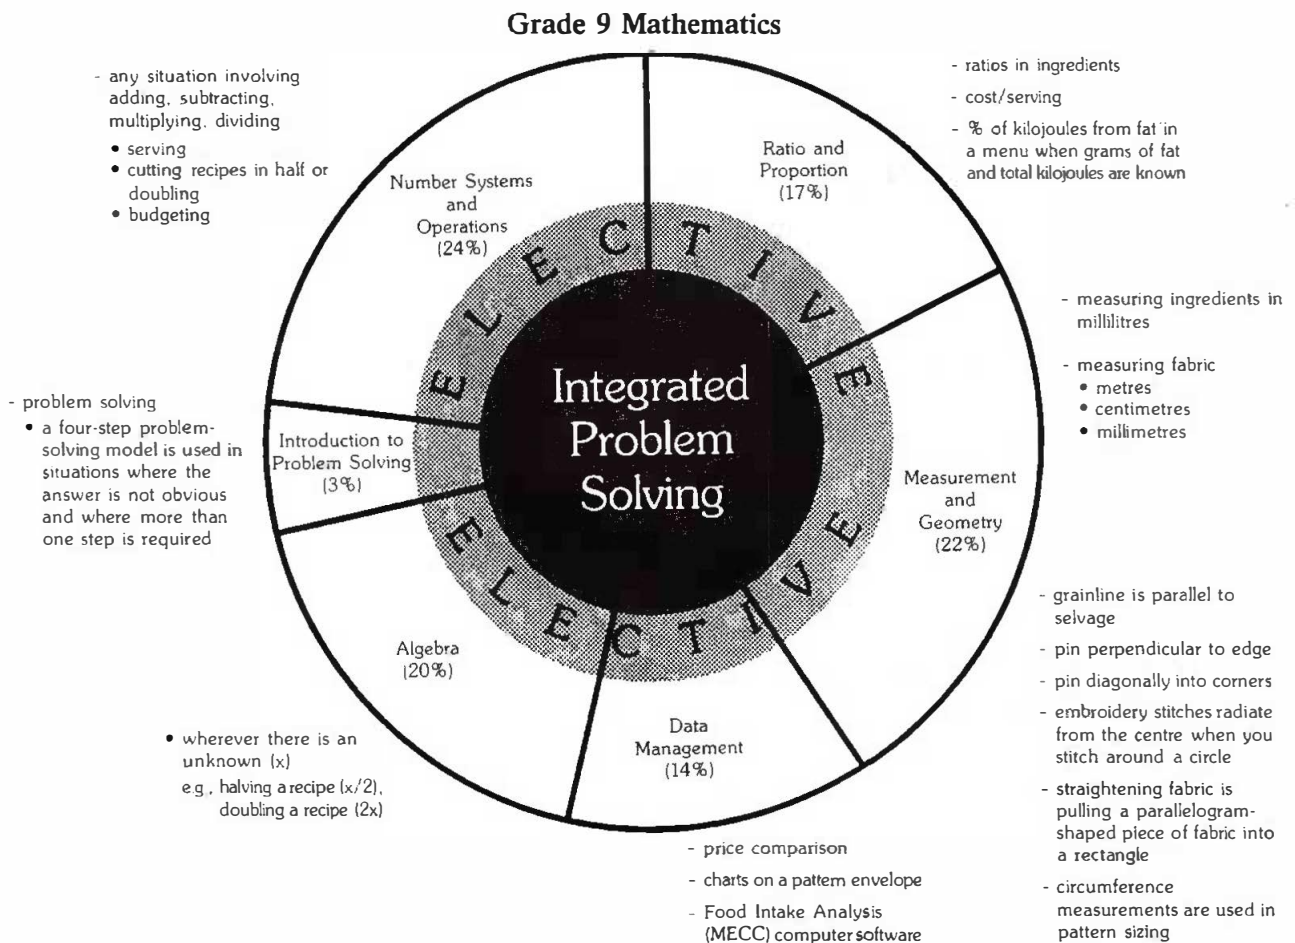 Grade 9 Mathematics
- any situation involving
adding, subtracting,
multiplying, dividing
• serving
• cutting recipes in half or
doubling
• budgeting
Number Systems
and
Operations
(24%)
Ratio and
Proportion
(17%)
- ratios in ingredients
- cost/serving
- % of kilojoules from fat in
a menu when grams of fat
and total kilojoules are known
ELECTIVE
- measuring ingredients in
millilitres
- measuring fabric
• metres
• centimetres
• millimetres
Integrated
Problem
Solving
- problem solving
• a four-step problem-
solving model is used in
situations where the
answer is not obvious
and where more than
one step is required
Introduction to
Problem Solving
(3%)
Measurement
and
Geometry
(22%)
ELECTIVE
- grainline is parallel to
selvage
- pin perpendicular to edge
- pin diagonally into corners
- embroidery stitches radiate
from the centre when you
stitch around a circle
- straightening fabric is
pulling a parallelogram-
shaped piece of fabric into
a rectangle
- circumference
measurements are used in
pattern sizing
Algebra
(20%)
• wherever there is an
unknown (x)
e.g., halving a recipe (x/2),
doubling a recipe (2x)
Data
Management
(14%)
- price comparison
- charts on a pattern envelope
- Food Intake Analysis
(MECC) computer software